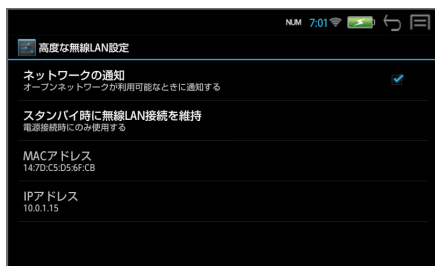 NUM 7:01
高度な無線LAN設定
ネットワークの通知
オープンネットワークが利用可能なときに通知する
スタンバイ時に無線LAN接続を維持
電源接続時にのみ使用する
MACアドレス
14:7D:C5:D5:6F:CB
IPアドレス
10.0.1.15